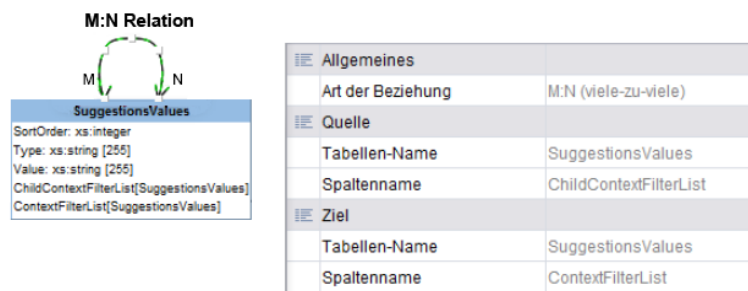 M:N Relation
M
N
SuggestionsValues
SortOrder: xs:integer
Type: xs:string [255]
Value: xs:string [255]
ChildContextFilterList[SuggestionsValues]
ContextFilterList[SuggestionsValues]
Allgemeines
Art der Beziehung M:N (viele-zu-viele)
Quelle
Tabellen-Name SuggestionsValues
Spaltenname ChildContextFilterList
Ziel
Tabellen-Name SuggestionsValues
Spaltenname ContextFilterList